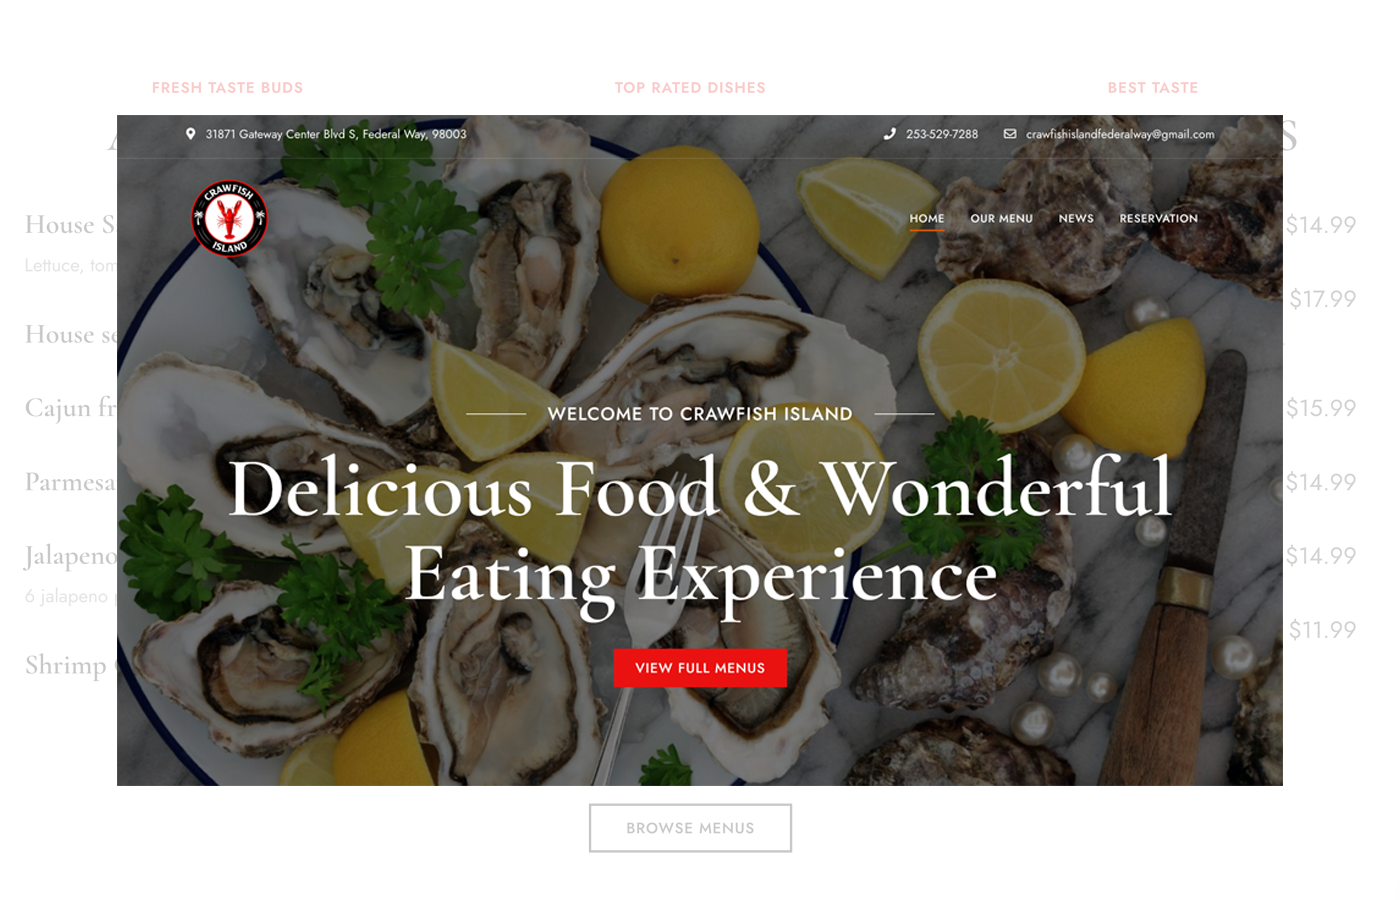 FRESH TASTE BUDS
TOP RATED DISHES
BEST TASTE
31871 Gateway Center Blvd S, Federal Way, 98003
253-529-7288
crawfishislandfederalway@gmail.com
CRAWFISH
ISLAND
HOME
OUR MENU
NEWS
RESERVATION
House S
$14.99
Lettuce, tom
$17.99
House se
Cajun fr
$15.99
WELCOME TO CRAWFISH ISLAND
Delicious Food & Wonderful
Eating Experience
Parmesa
$14.99
Jalapeno
$14.99
6 jalapeno
$11.99
Shrimp
VIEW FULL MENUS
BROWSE MENUS